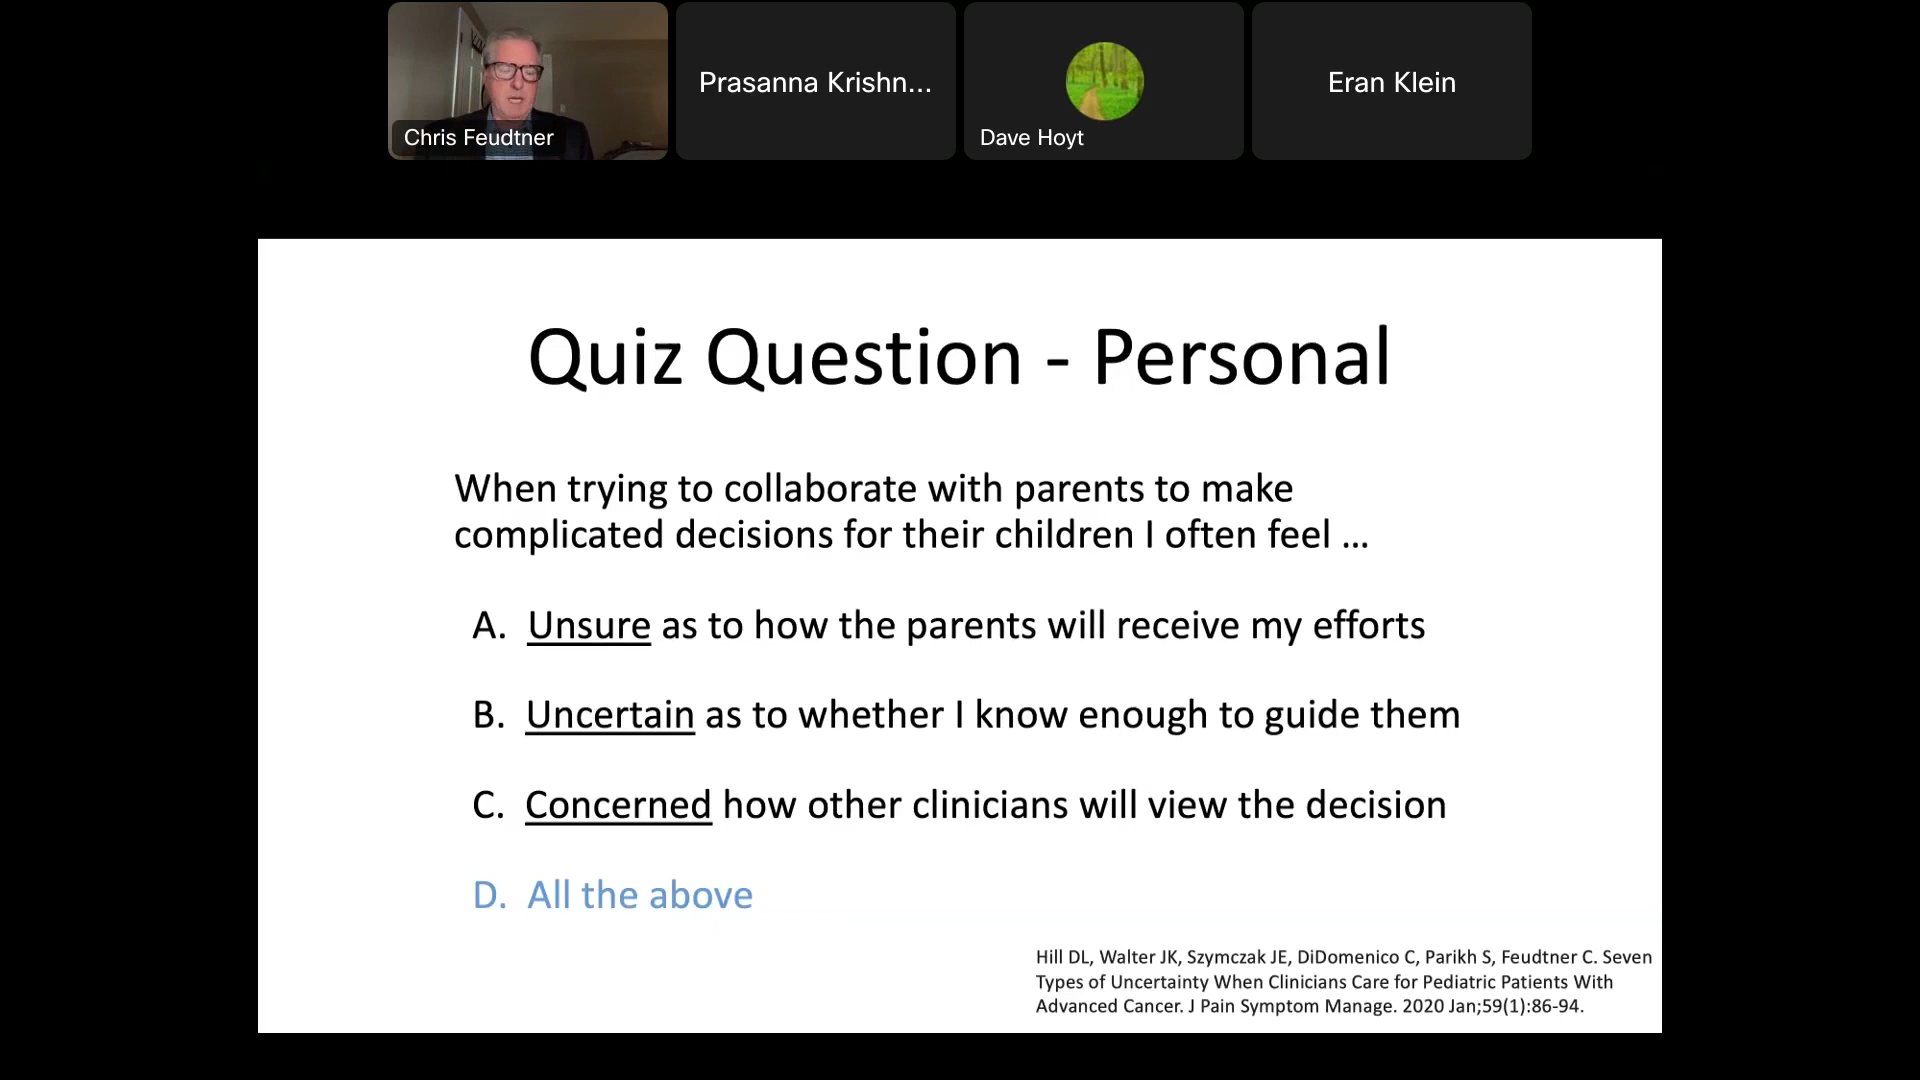 Chris Feudtner
Prasanna Krishn...
Dave Hoyt
Eran Klein
Quiz Question - Personal
When trying to collaborate with parents to make
complicated decisions for their children I often feel ...
A. Unsure as to how the parents will receive my efforts
B. Uncertain as to whether I know enough to guide them
C. Concerned how other clinicians will view the decision
D. All the above
Hill DL, Walter JK, Szymczak JE, DiDomenico C, Parikh S, Feudtner C. Seven
Types of Uncertainty When Clinicians Care for Pediatric Patients With
Advanced Cancer. J Pain Symptom Manage. 2020 Jan;59(1):86-94.